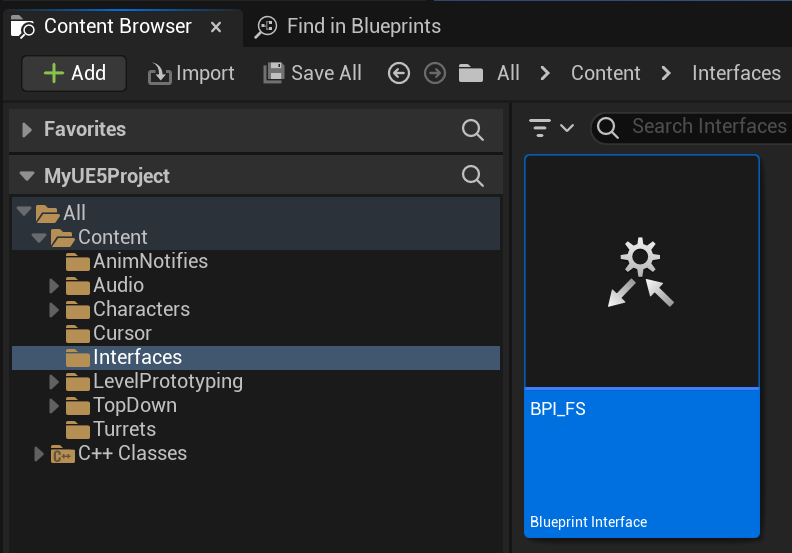 Content Browser
Find in Blueprints
Add
Import
Save All
All
Content
Interfaces
Favorites
Search Interfaces
MyUE5Project
All
Content
AnimNotifies
Audio
Characters
Cursor
Interfaces
LevelPrototyping
TopDown
Turrets
C++ C++ Classes
BPI_FS
Blueprint Interface